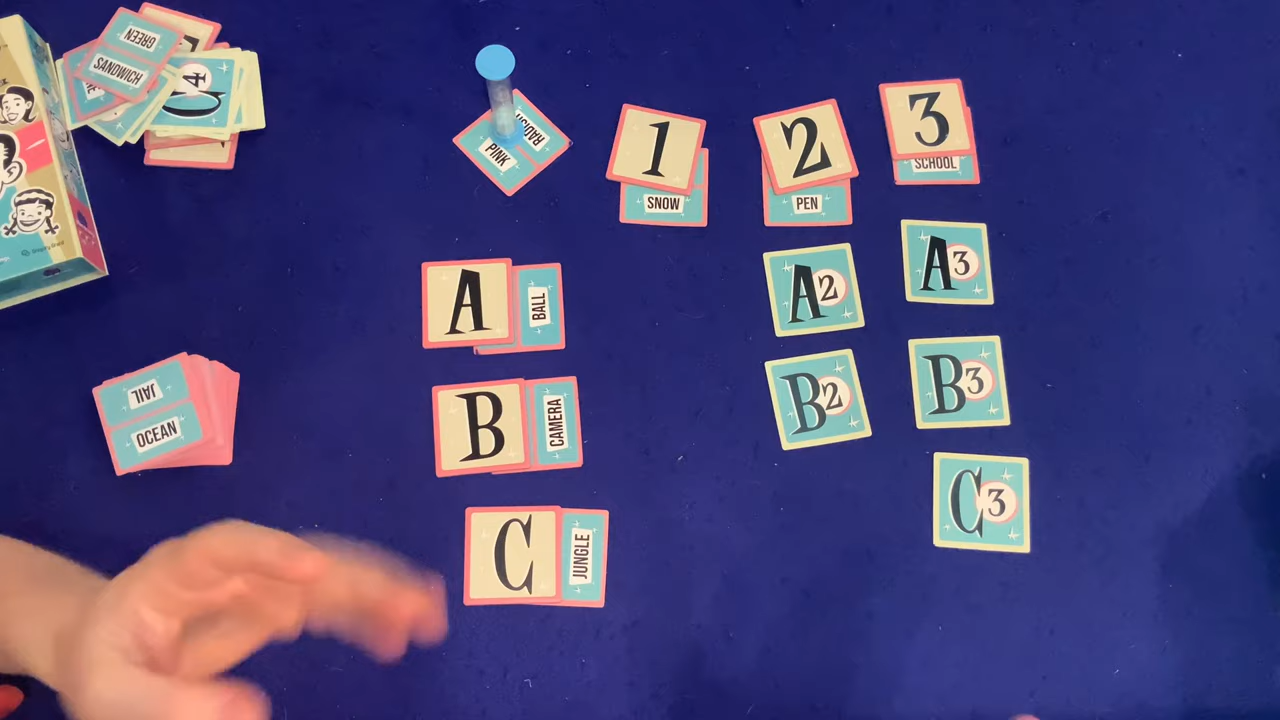 GREEN
SANDWICH
4
PINK
RADISH
1
SNOW
2
PEN
3
SCHOOL
A
BALL
A2
A3
B
CAMERA
B2
B3
JAIL
OCEAN
C
JUNGLE
C3